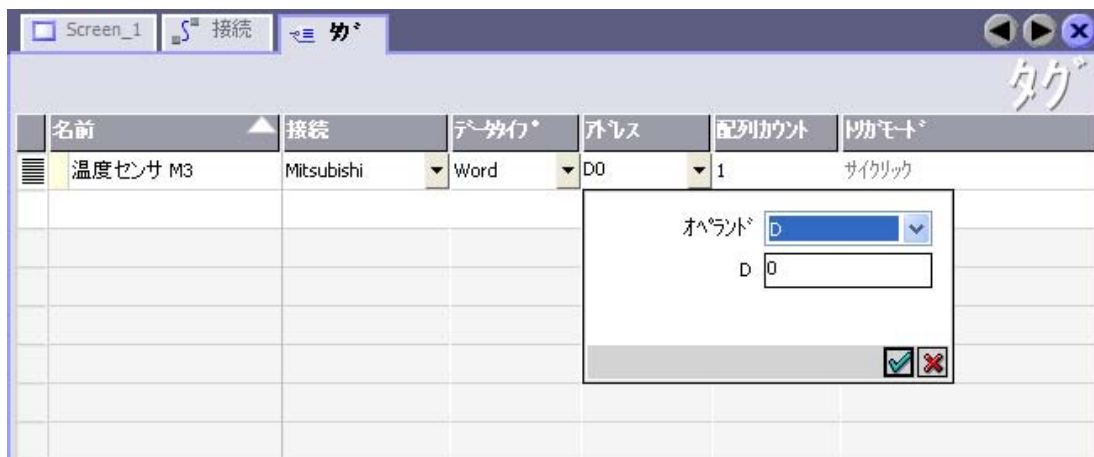 Screen_1 接続 タグ
タグ
名前 接続 データタイプ アドレス 配列カウント トリガモード
温度センサ M3 Mitsubishi Word D0 1 サイクリック
オペランド D
D 0